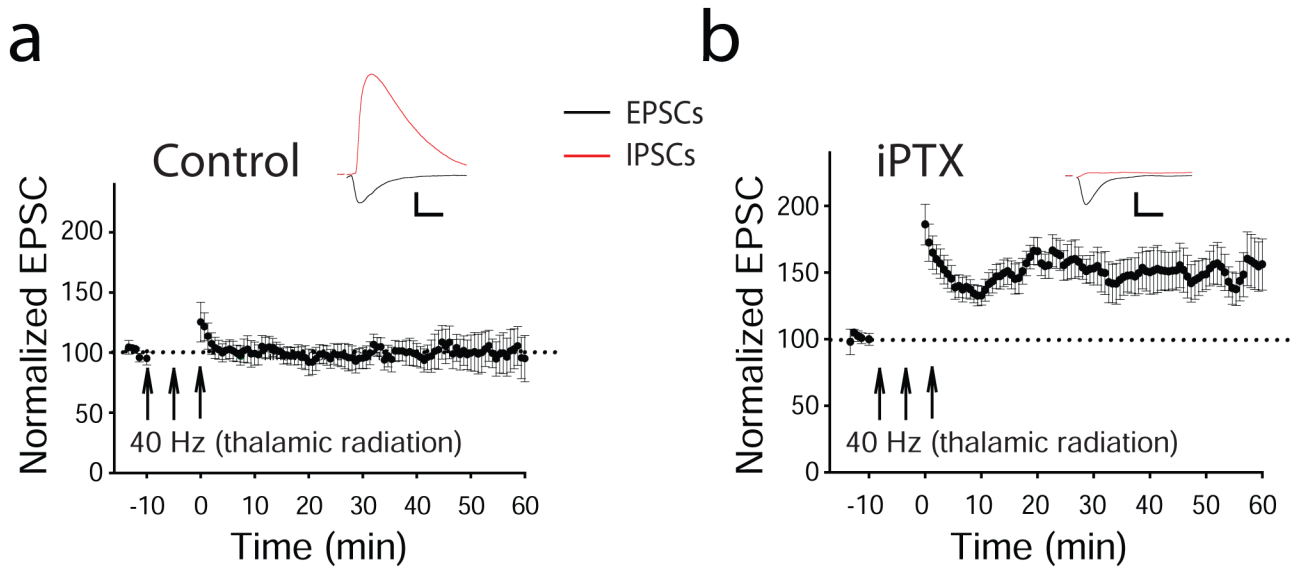 a
Control
EPSCs
IPSCs
Normalized EPSC
200
150
100
50
0
40 Hz (thalamic radiation)
-10 0 10 20 30 40 50 60
Time (min)
b
iPTX
Normalized EPSC
200
150
100
50
0
40 Hz (thalamic radiation)
-10 0 10 20 30 40 50 60
Time (min)